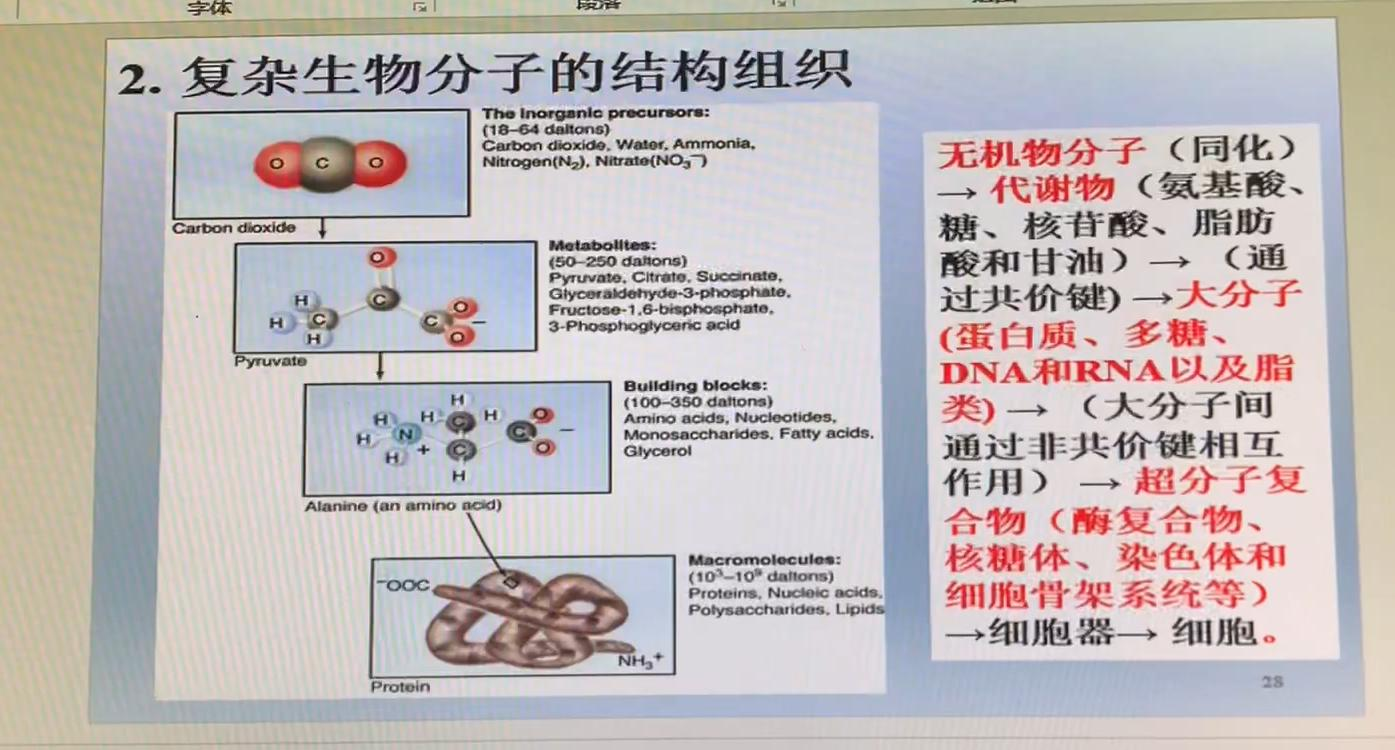 字体
段落
2. 复杂生物分子的结构组织
O C O
Carbon dioxide
The inorganic precursors:
(18–64 daltons)
Carbon dioxide, Water, Ammonia,
Nitrogen(N₂), Nitrate(NO₃⁻)
O
H C
H C C O
H O −
Pyruvate
Metabolites:
(50–250 daltons)
Pyruvate, Citrate, Succinate,
Glyceraldehyde-3-phosphate,
Fructose-1,6-bisphosphate,
3-Phosphoglyceric acid
H
H H C H O
H N C −
H + C O
H
Alanine (an amino acid)
Building blocks:
(100–350 daltons)
Amino acids, Nucleotides,
Monosaccharides, Fatty acids,
Glycerol
⁻OOC
NH₃⁺
Protein
Macromolecules:
(10³–10⁹ daltons)
Proteins, Nucleic acids,
Polysaccharides, Lipids
无机物分子（同化）
→ 代谢物（氨基酸、
糖、核苷酸、脂肪
酸和甘油）→ （通
过共价键) →大分子
(蛋白质、多糖、
DNA和RNA以及脂
类) → （大分子间
通过非共价键相互
作用） → 超分子复
合物（酶复合物、
核糖体、染色体和
细胞骨架系统等）
→细胞器→ 细胞。
28